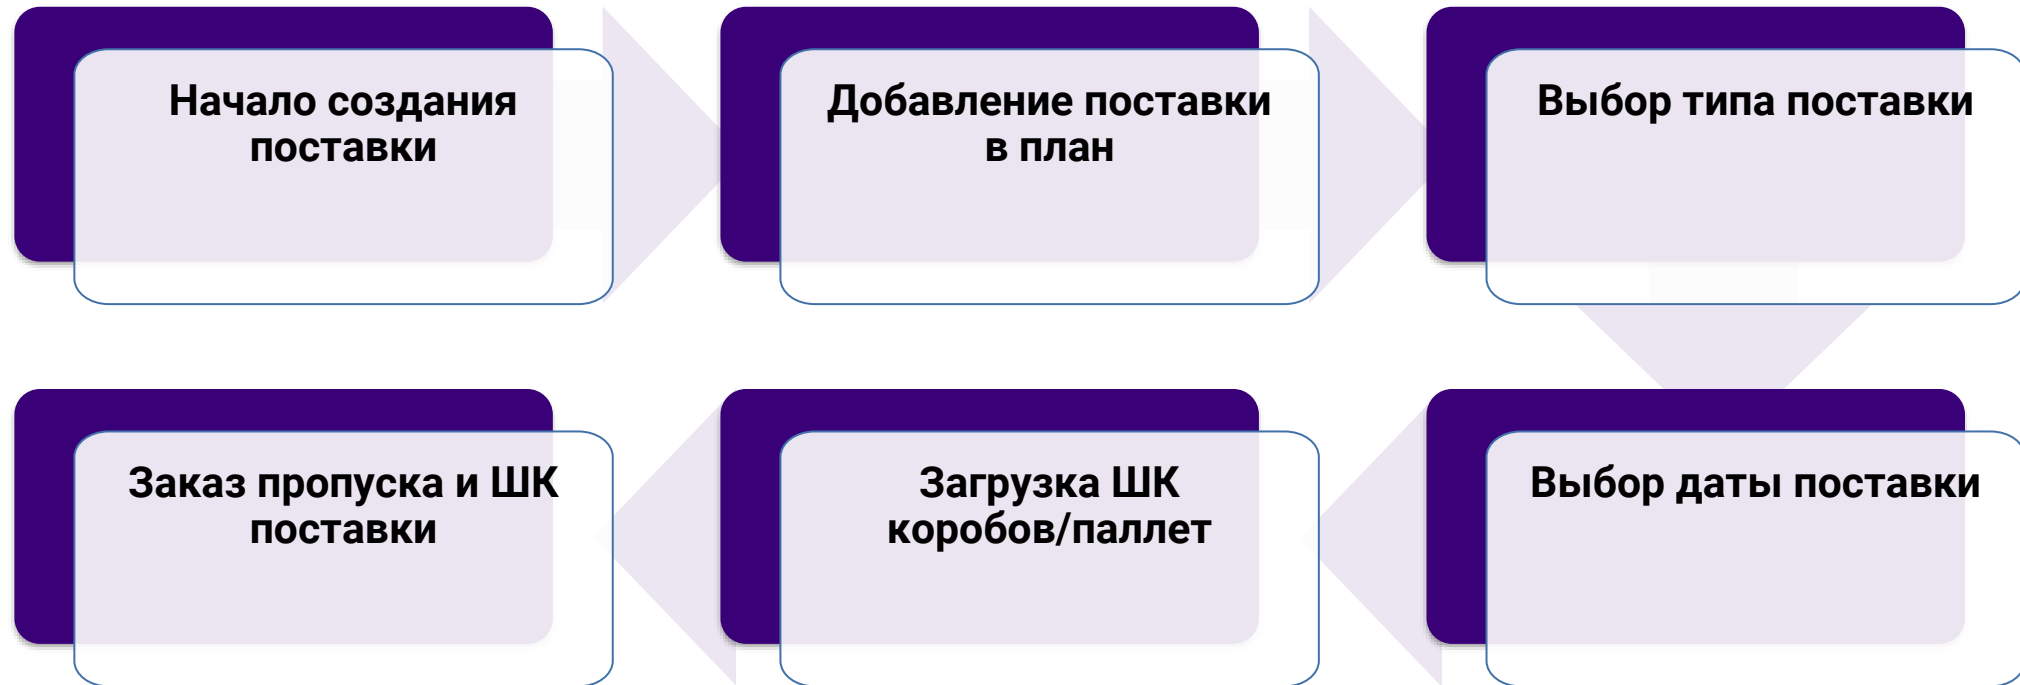 Начало создания
поставки
Добавление поставки
в план
Выбор типа поставки
Выбор даты поставки
Загрузка ШК
коробов/паллет
Заказ пропуска и ШК
поставки